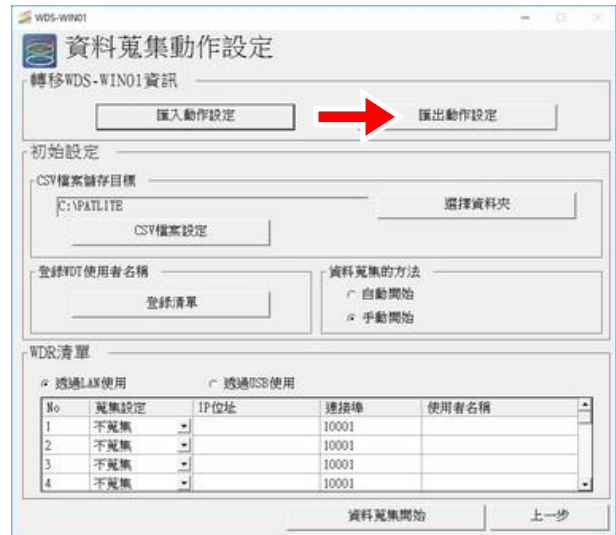 WDS-WIN01
資料蒐集動作設定
轉移WDS-WIN01資訊
匯入動作設定
匯出動作設定
初始設定
CSV檔案儲存目標
C:\PATLITE
選擇資料夾
CSV檔案設定
登錄WDT使用者名稱
登錄清單
資料蒐集的方法
自動開始
手動開始
WDR清單
透過LAN使用 透過USB使用
No 蒐集設定 IP位址 連接埠 使用者名稱
1 不蒐集 10001
2 不蒐集 10001
3 不蒐集 10001
4 不蒐集 10001
資料蒐集開始 上一步